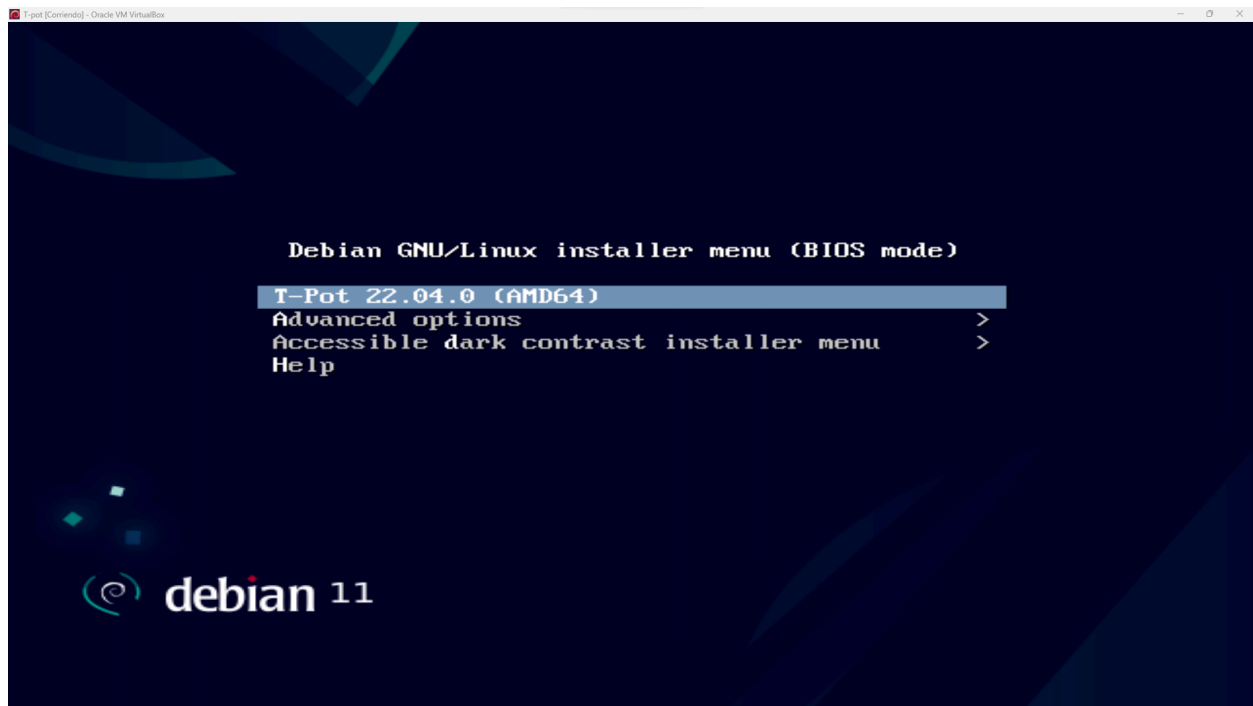 T-pot [Corriendo] - Oracle VM VirtualBox
Debian GNU/Linux installer menu (BIOS mode)
T-Pot 22.04.0 (AMD64)
Advanced options >
Accessible dark contrast installer menu >
Help
debian 11